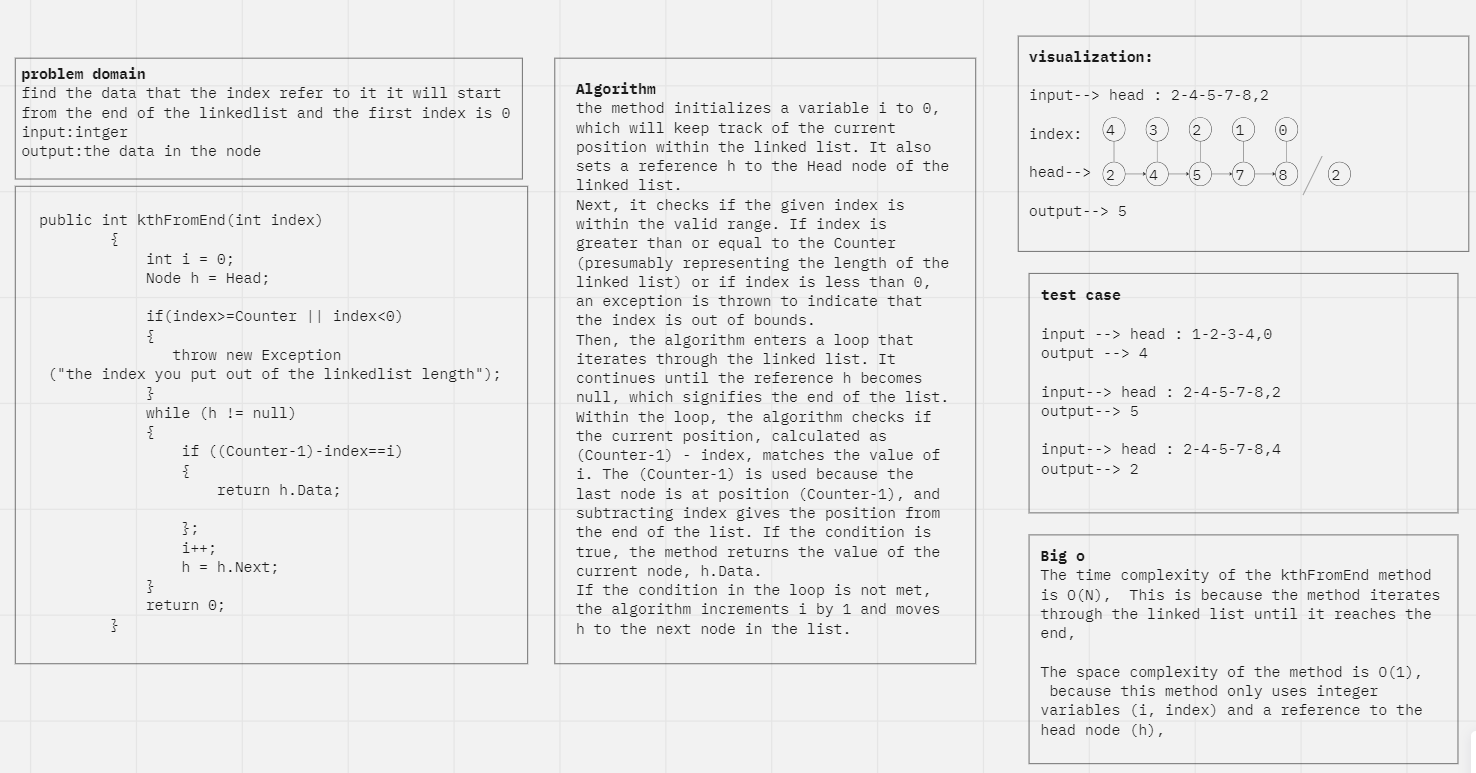 problem domain
find the data that the index refer to it it will start
from the end of the linkedlist and the first index is 0
input:intger
output:the data in the node
public int kthFromEnd(int index)
{
int i = 0;
Node h = Head;
if(index>=Counter || index<0)
{
throw new Exception
("the index you put out of the linkedlist length");
}
while (h != null)
{
if ((Counter-1)-index==i)
{
return h.Data;
};
i++;
h = h.Next;
}
return 0;
}
Algorithm
the method initializes a variable i to 0,
which will keep track of the current
position within the linked list. It also
sets a reference h to the Head node of the
linked list.
Next, it checks if the given index is
within the valid range. If index is
greater than or equal to the Counter
(presumably representing the length of the
linked list) or if index is less than 0,
an exception is thrown to indicate that
the index is out of bounds.
Then, the algorithm enters a loop that
iterates through the linked list. It
continues until the reference h becomes
null, which signifies the end of the list.
Within the loop, the algorithm checks if
the current position, calculated as
(Counter-1) - index, matches the value of
i. The (Counter-1) is used because the
last node is at position (Counter-1), and
subtracting index gives the position from
the end of the list. If the condition is
true, the method returns the value of the
current node, h.Data.
If the condition in the loop is not met,
the algorithm increments i by 1 and moves
h to the next node in the list.
visualization:
input--> head : 2-4-5-7-8,2
index: 4 3 2 1 0
head--> 2 4 5 7 8 / 2
output--> 5
test case
input --> head : 1-2-3-4,0
output --> 4
input--> head : 2-4-5-7-8,2
output--> 5
input--> head : 2-4-5-7-8,4
output--> 2
Big o
The time complexity of the kthFromEnd method
is O(N),  This is because the method iterates
through the linked list until it reaches the
end,
The space complexity of the method is O(1),
because this method only uses integer
variables (i, index) and a reference to the
head node (h),